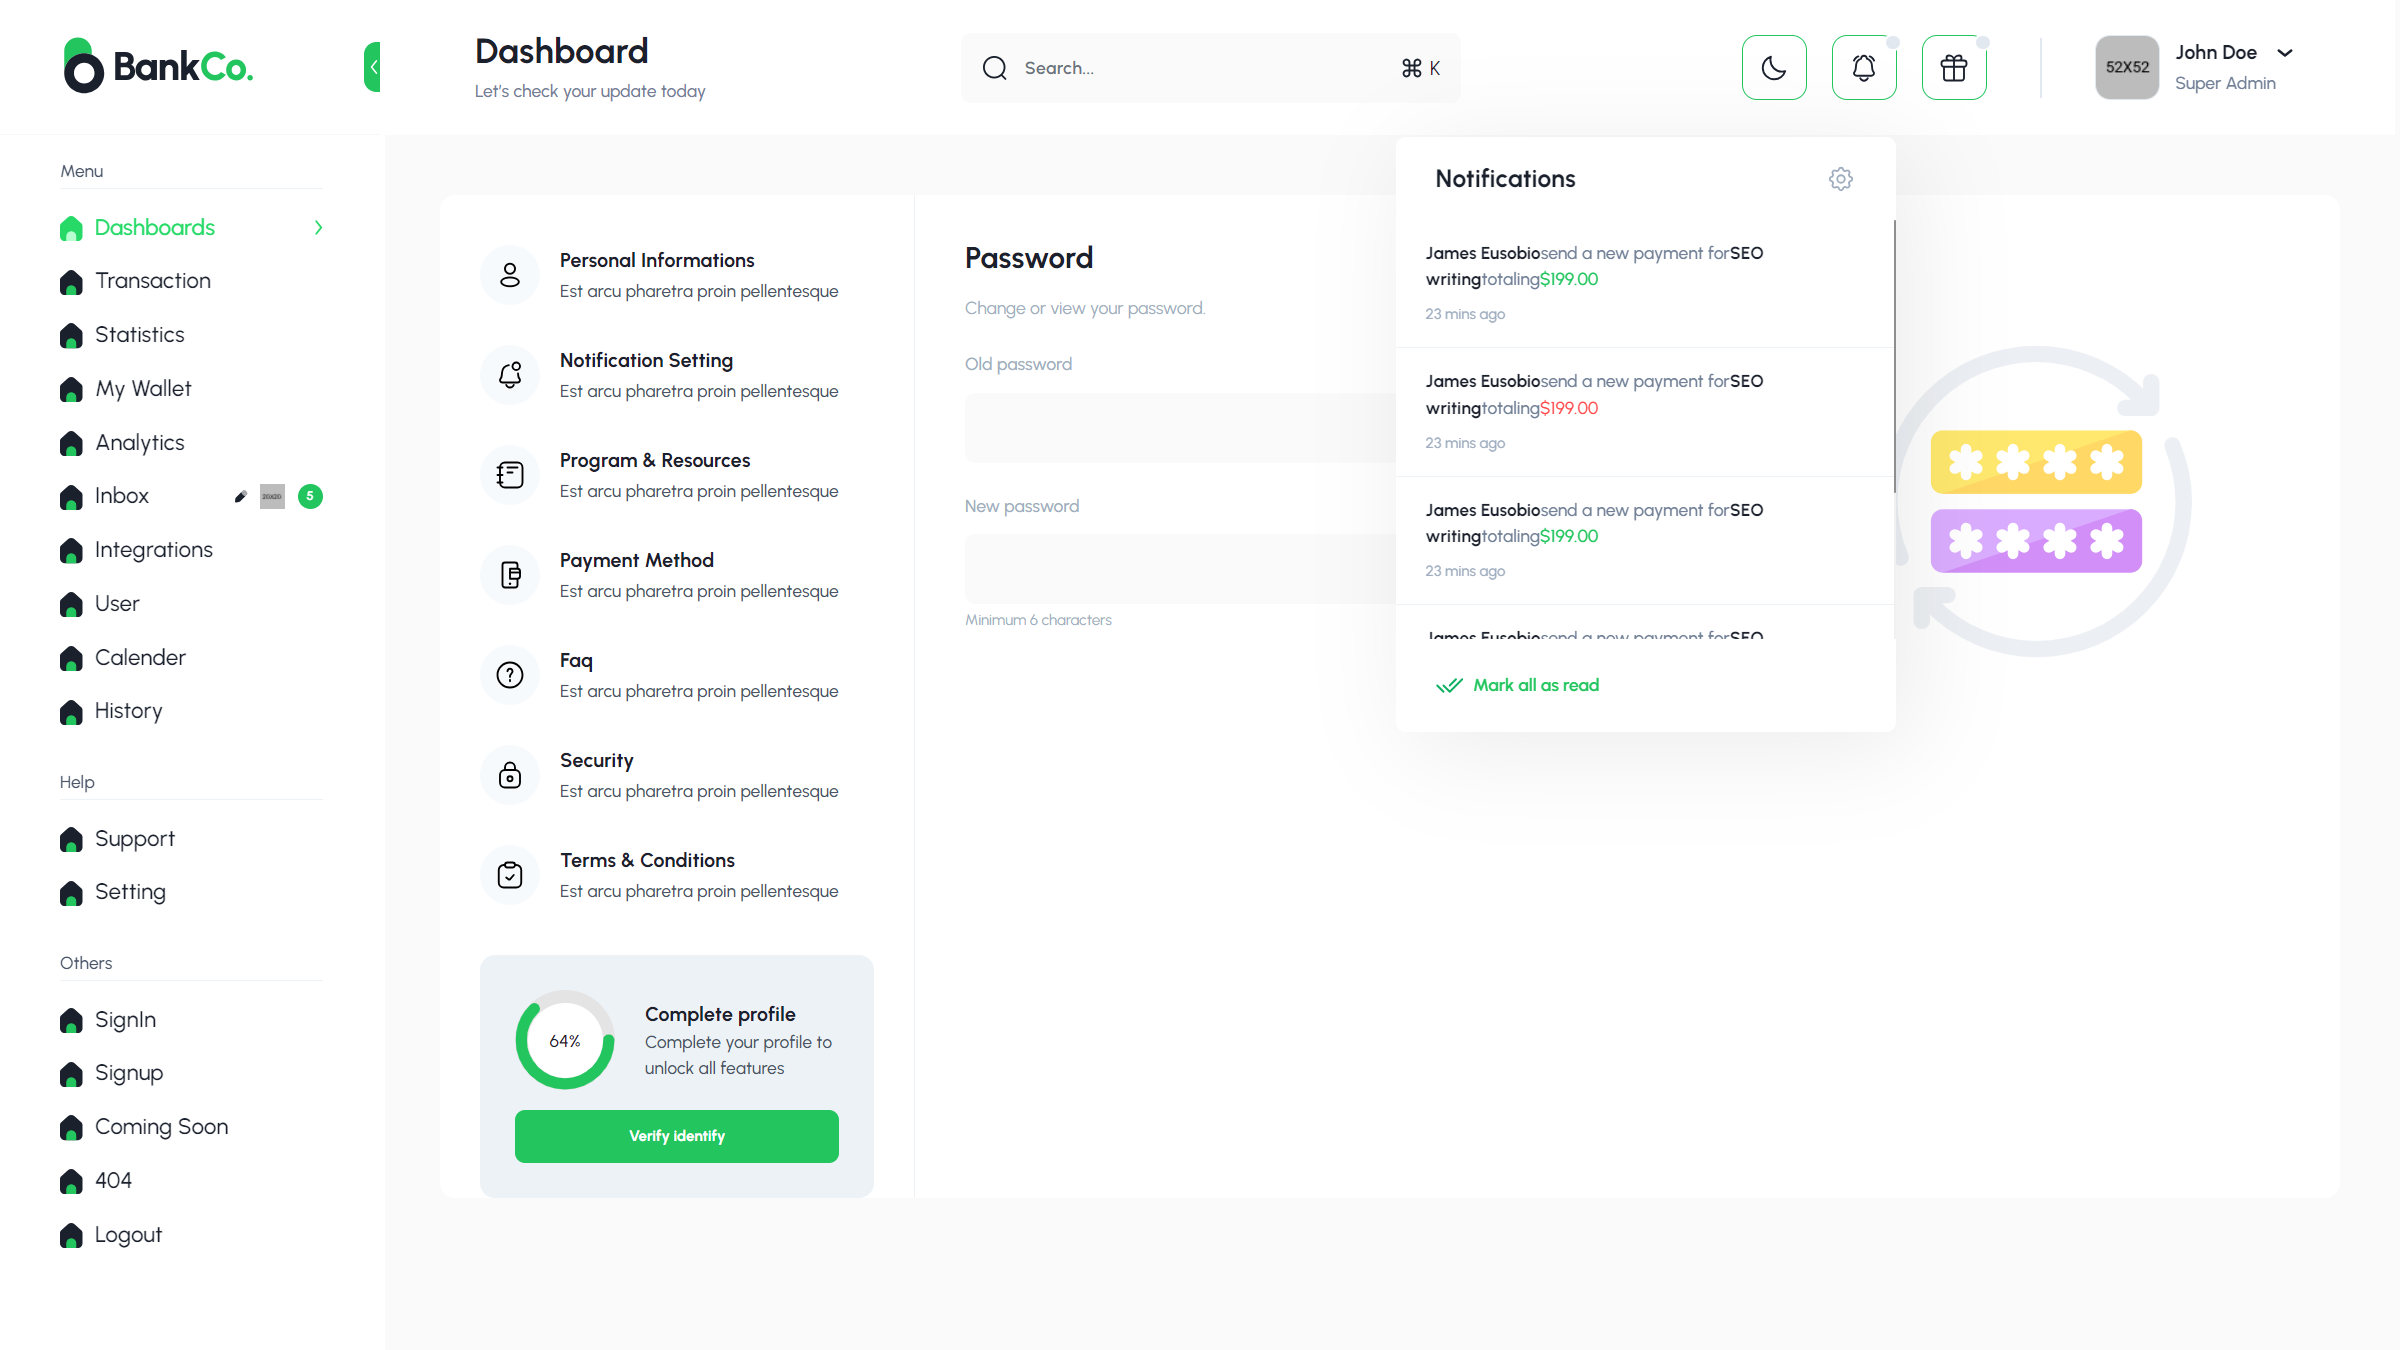 BankCo.
Dashboard
Let's check your update today
Search...
⌘ K
52X52
John Doe
Super Admin
Menu
Dashboards
Transaction
Statistics
My Wallet
Analytics
Inbox
20X20
5
Integrations
User
Calender
History
Help
Support
Setting
Others
SignIn
Signup
Coming Soon
404
Logout
Personal Informations
Est arcu pharetra proin pellentesque
Notification Setting
Est arcu pharetra proin pellentesque
Program & Resources
Est arcu pharetra proin pellentesque
Payment Method
Est arcu pharetra proin pellentesque
Faq
Est arcu pharetra proin pellentesque
Security
Est arcu pharetra proin pellentesque
Terms & Conditions
Est arcu pharetra proin pellentesque
64%
Complete profile
Complete your profile to
unlock all features
Verify identify
Password
Change or view your password.
Old password
New password
Minimum 6 characters
Notifications
James Eusobiosend a new payment forSEO
writingtotaling$199.00
23 mins ago
James Eusobiosend a new payment forSEO
writingtotaling$199.00
23 mins ago
James Eusobiosend a new payment forSEO
writingtotaling$199.00
23 mins ago
James Eusobiosend a new payment forSEO
Mark all as read